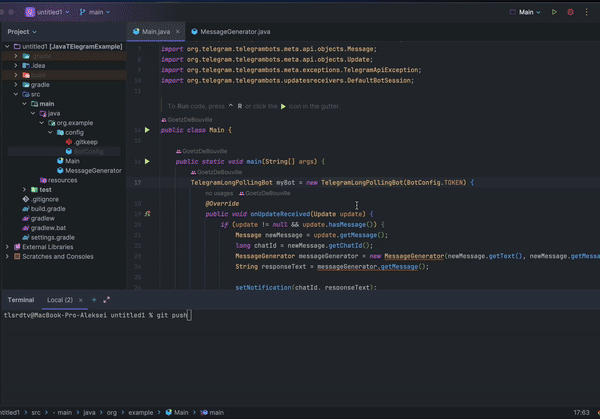 untitled1
main
Main
Project
Main.java
MessageGenerator.java
untitled1 [JavaTElegramExample]
.gradle
.idea
build
gradle
src
main
java
org.example
config
.gitkeep
BotConfig
Main
MessageGenerator
resources
test
.gitignore
build.gradle
gradlew
gradlew.bat
settings.gradle
External Libraries
Scratches and Consoles
import org.telegram.telegrambots.meta.api.objects.Message;
import org.telegram.telegrambots.meta.api.objects.Update;
import org.telegram.telegrambots.meta.exceptions.TelegramApiException;
import org.telegram.telegrambots.updatesreceivers.DefaultBotSession;
To Run code, press ^ R or click the icon in the gutter.
GoetzDeBouville
public class Main {
GoetzDeBouville
public static void main(String[] args) {
GoetzDeBouville
17 TelegramLongPollingBot myBot = new TelegramLongPollingBot(BotConfig.TOKEN) {
no usages GoetzDeBouville
@Override
public void onUpdateReceived(Update update) {
if (update != null && update.hasMessage()) {
Message newMessage = update.getMessage();
long chatId = newMessage.getChatId();
MessageGenerator messageGenerator = new MessageGenerator(newMessage.getText(), newMessage.getMess
String responseText = messageGenerator.getMessage();
setNotification(chatId, responseText);
Terminal Local (2) × +
tlsrdtv@MacBook-Pro-Aleksei untitled1 % git push
untitled1 › src › main › java › org › example › Main › main
17:63